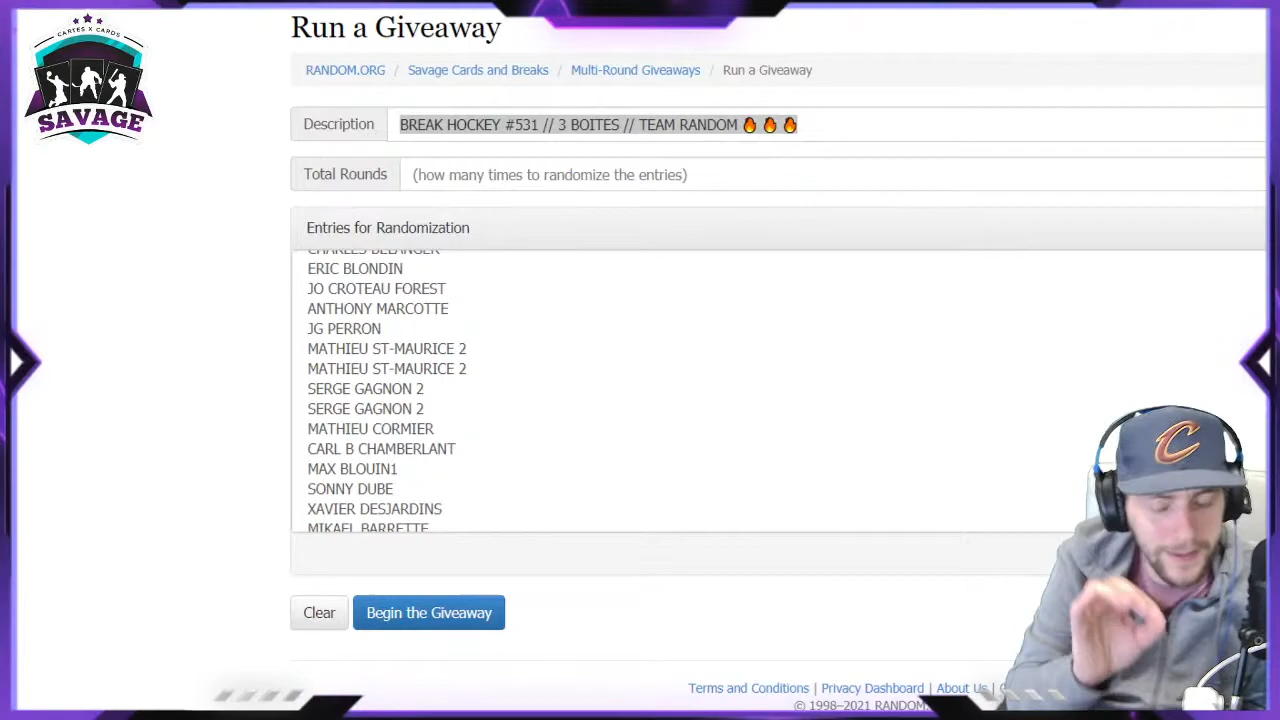 Run a Giveaway
CARTES X CARDS
SAVAGE
RANDOM.ORG / Savage Cards and Breaks / Multi-Round Giveaways / Run a Giveaway
Description BREAK HOCKEY #531 // 3 BOITES // TEAM RANDOM 🔥 🔥 🔥
Total Rounds (how many times to randomize the entries)
Entries for Randomization
CHARLES BELANGER
ERIC BLONDIN
JO CROTEAU FOREST
ANTHONY MARCOTTE
JG PERRON
MATHIEU ST-MAURICE 2
MATHIEU ST-MAURICE 2
SERGE GAGNON 2
SERGE GAGNON 2
MATHIEU CORMIER
CARL B CHAMBERLANT
MAX BLOUIN1
SONNY DUBE
XAVIER DESJARDINS
MIKAEL BARRETTE
Clear Begin the Giveaway
Terms and Conditions | Privacy Dashboard | About Us |
© 1998–2021 RANDOM.
C